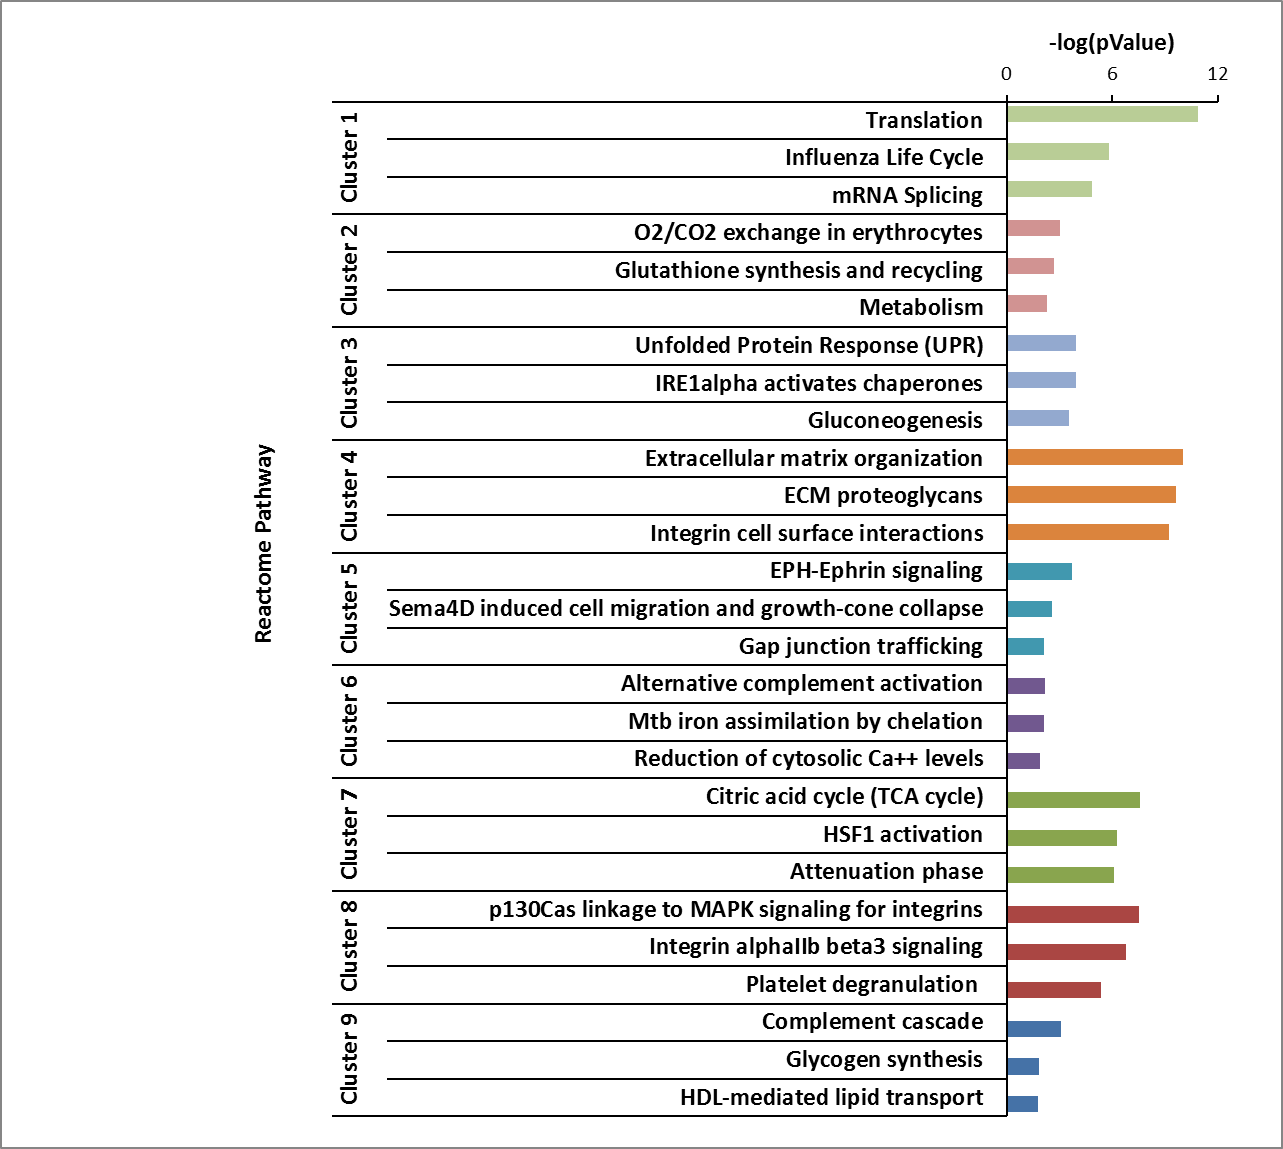 -log(pValue)
0 6 12
Reactome Pathway
Cluster 1
Translation
Influenza Life Cycle
mRNA Splicing
Cluster 2
O2/CO2 exchange in erythrocytes
Glutathione synthesis and recycling
Metabolism
Cluster 3
Unfolded Protein Response (UPR)
IRE1alpha activates chaperones
Gluconeogenesis
Cluster 4
Extracellular matrix organization
ECM proteoglycans
Integrin cell surface interactions
Cluster 5
EPH-Ephrin signaling
Sema4D induced cell migration and growth-cone collapse
Gap junction trafficking
Cluster 6
Alternative complement activation
Mtb iron assimilation by chelation
Reduction of cytosolic Ca++ levels
Cluster 7
Citric acid cycle (TCA cycle)
HSF1 activation
Attenuation phase
Cluster 8
p130Cas linkage to MAPK signaling for integrins
Integrin alphaIIb beta3 signaling
Platelet degranulation
Cluster 9
Complement cascade
Glycogen synthesis
HDL-mediated lipid transport